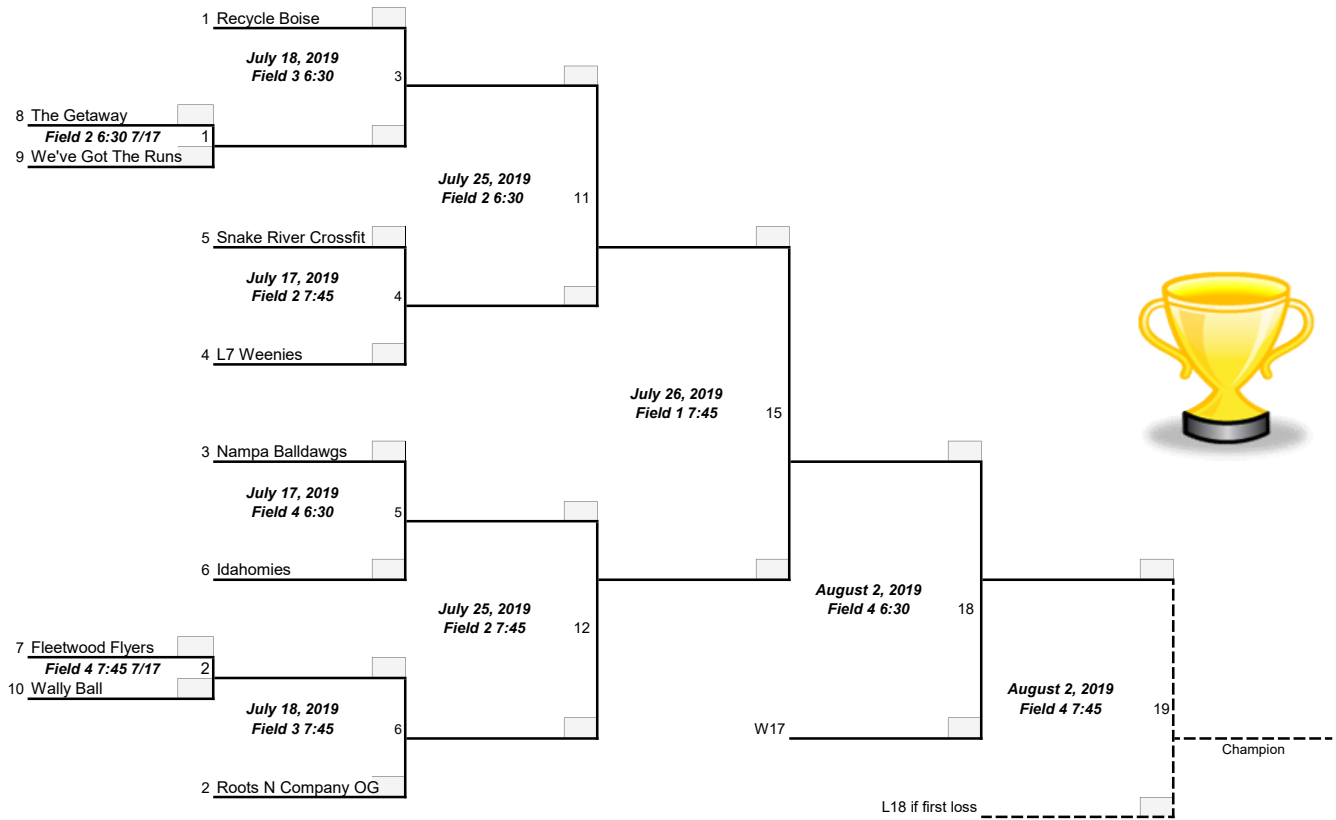 1 Recycle Boise
July 18, 2019
Field 3 6:30
3
8 The Getaway
Field 2 6:30 7/17 1
9 We've Got The Runs
July 25, 2019
Field 2 6:30
11
5 Snake River Crossfit
July 17, 2019
Field 2 7:45
4
4 L7 Weenies
July 26, 2019
Field 1 7:45
15
3 Nampa Balldawgs
July 17, 2019
Field 4 6:30
5
6 Idahomies
August 2, 2019
Field 4 6:30
18
July 25, 2019
Field 2 7:45
12
7 Fleetwood Flyers
Field 4 7:45 7/17 2
10 Wally Ball
August 2, 2019
Field 4 7:45
19
July 18, 2019
Field 3 7:45
6
W17
Champion
2 Roots N Company OG
L18 if first loss